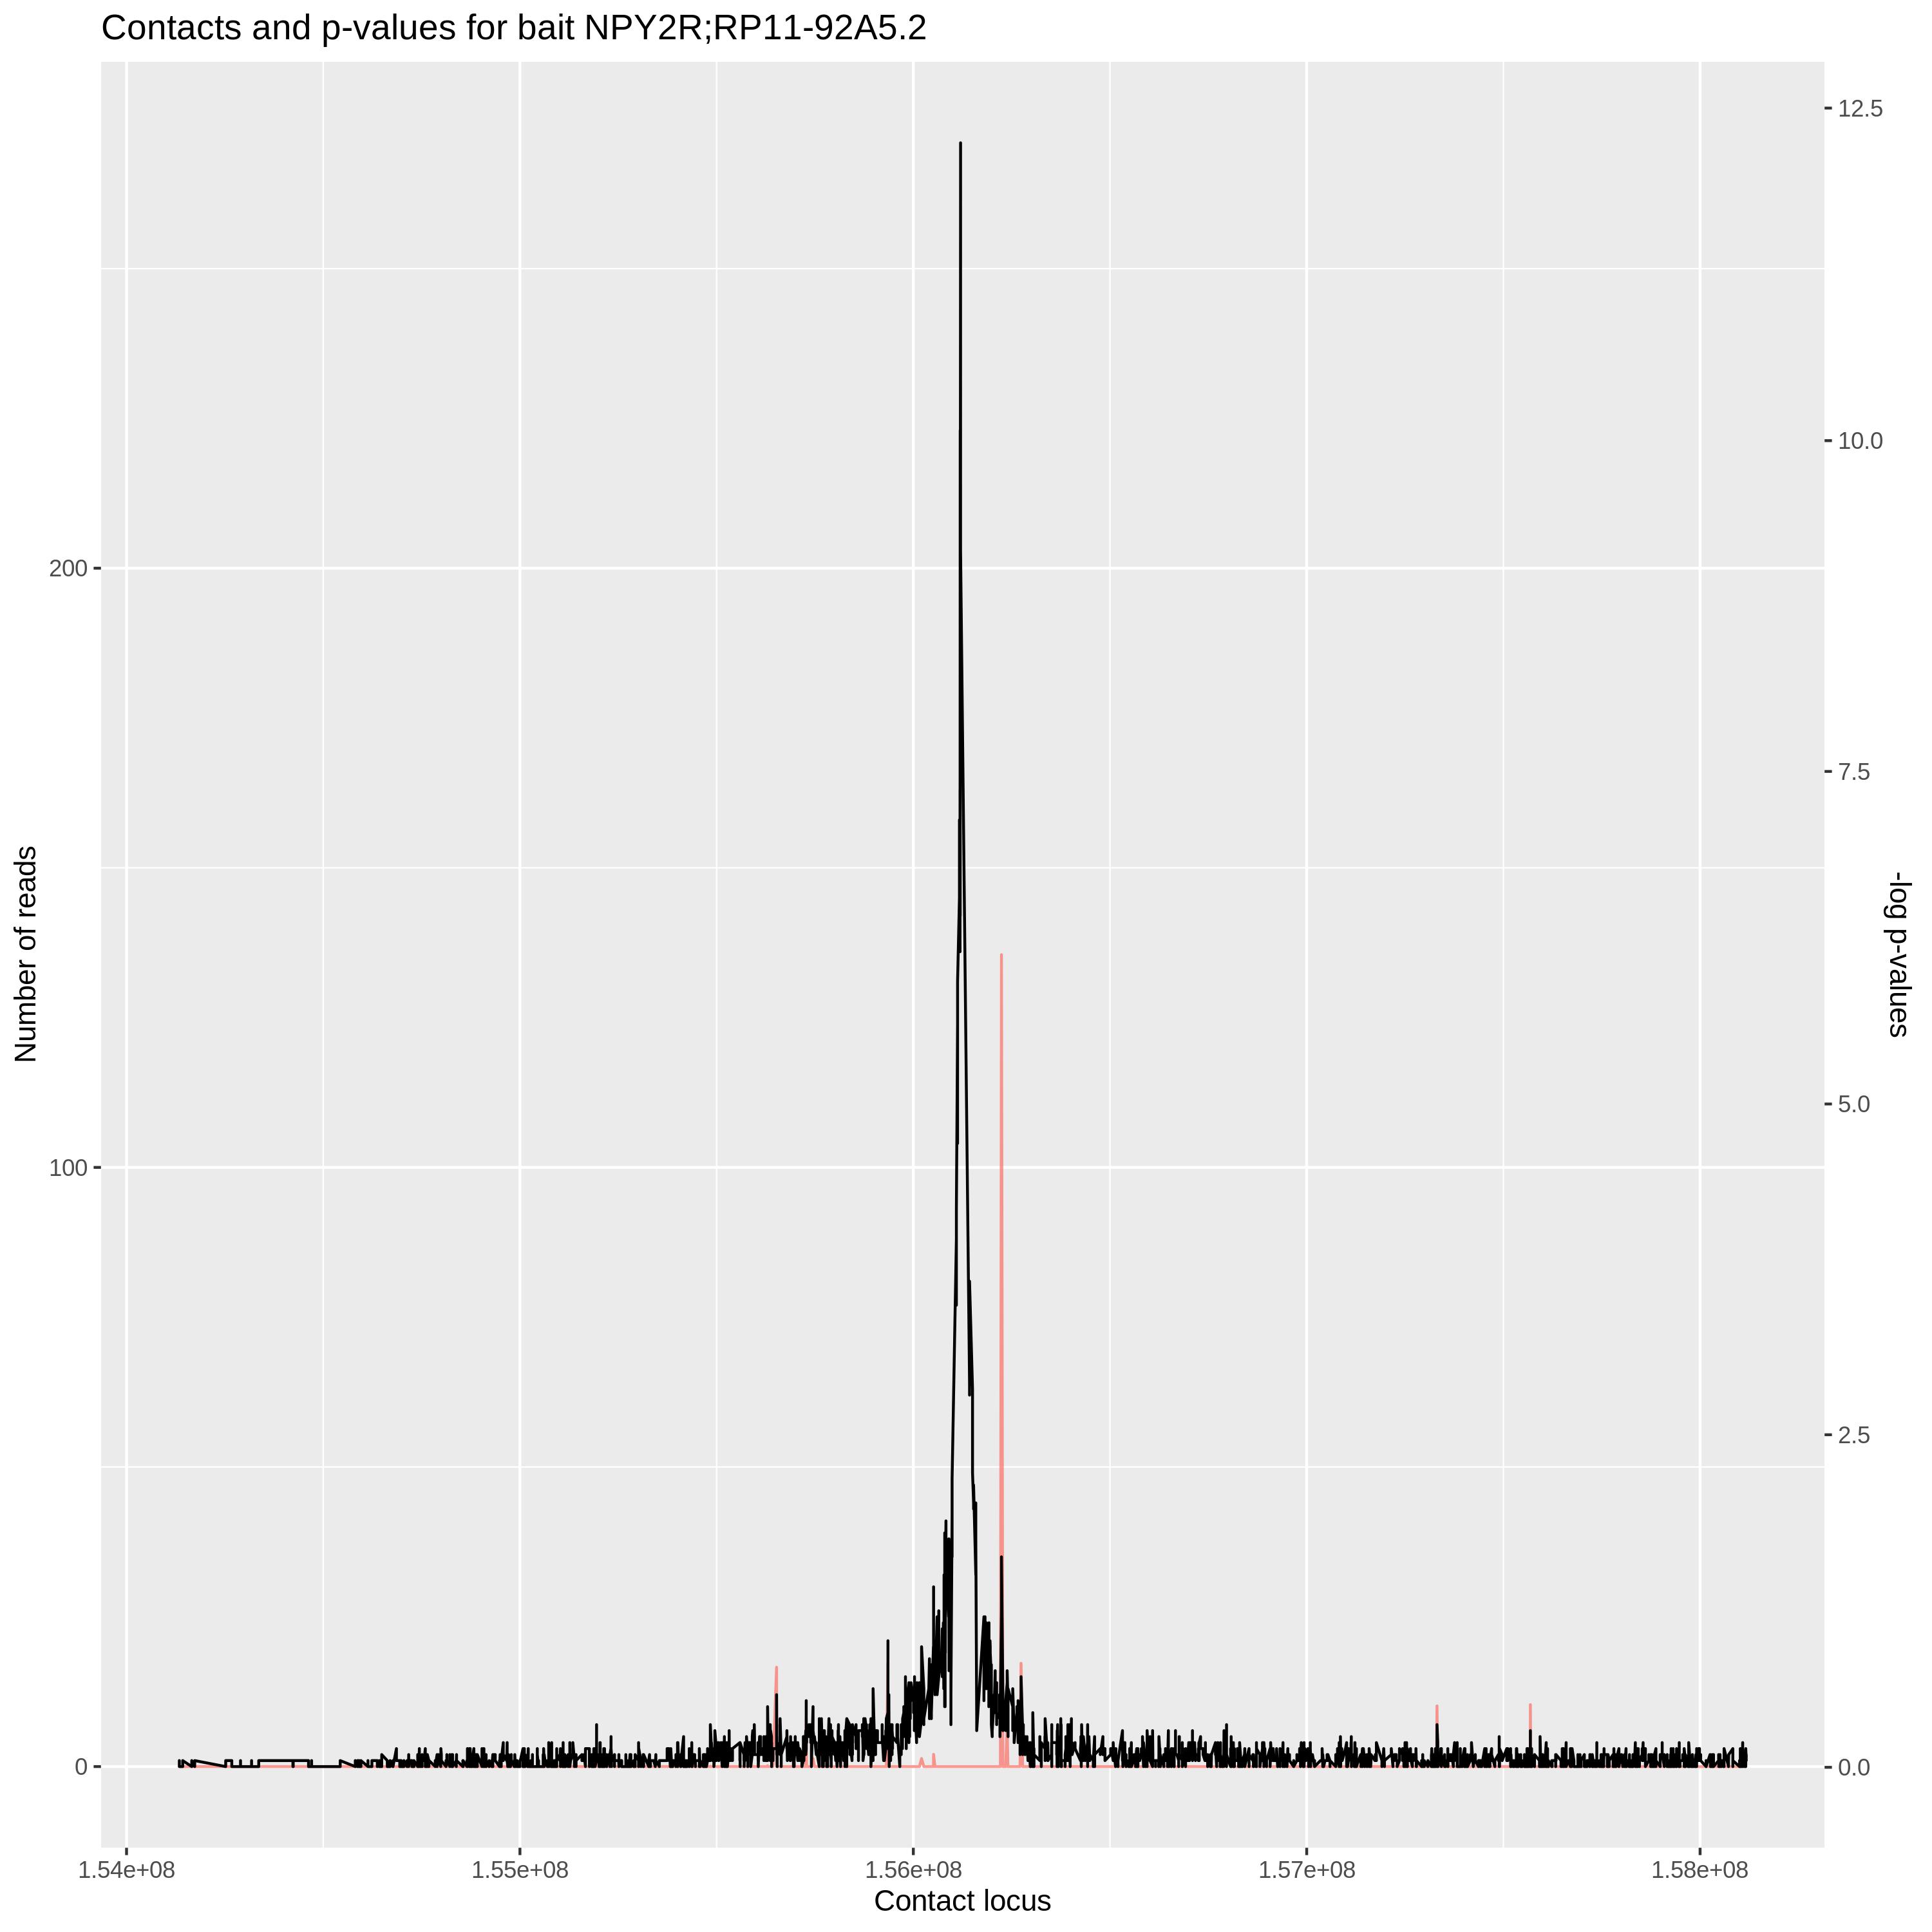 Contacts and p-values for bait NPY2R;RP11-92A5.2
Number of reads
200
100
0
12.5
10.0
7.5
5.0
2.5
0.0
-log p-values
1.54e+08
1.55e+08
1.56e+08
1.57e+08
1.58e+08
Contact locus